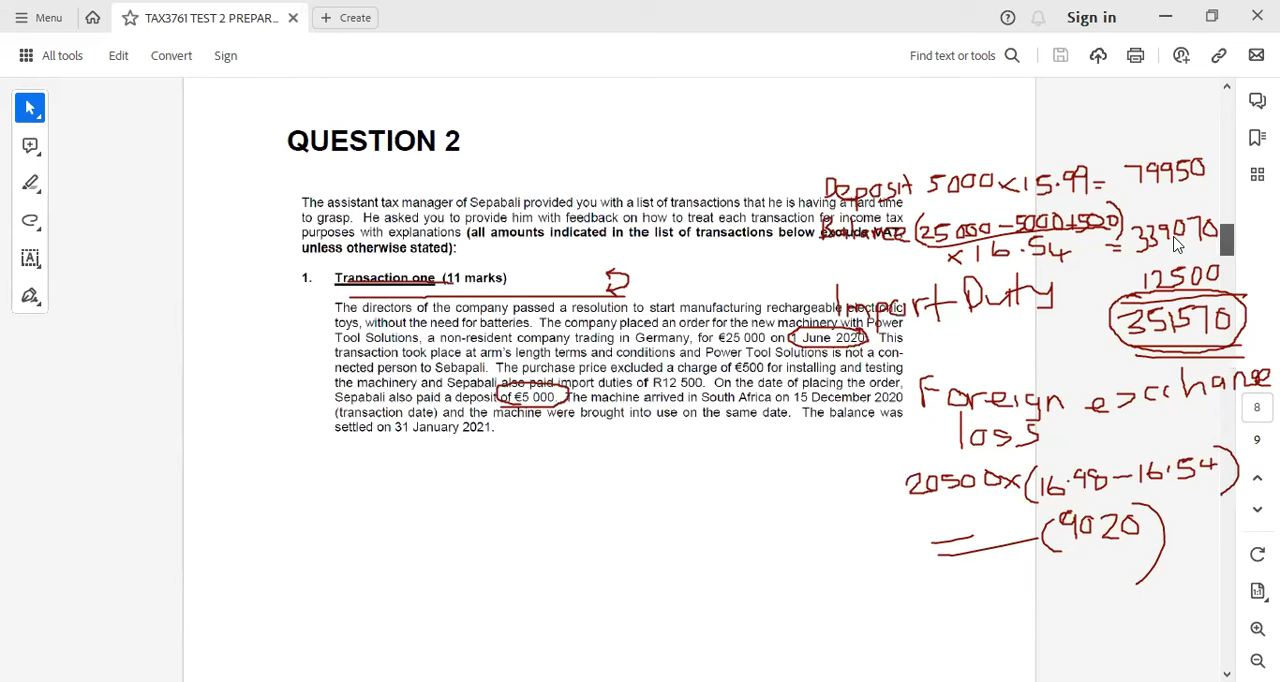 Menu
TAX3761 TEST 2 PREPAR...
Create
Sign in
All tools Edit Convert Sign
Find text or tools
QUESTION 2
The assistant tax manager of Sepabali provided you with a list of transactions that he is having a hard time
to grasp. He asked you to provide him with feedback on how to treat each transaction for income tax
purposes with explanations (all amounts indicated in the list of transactions below exclude VAT,
unless otherwise stated):
1. Transaction one (11 marks)
The directors of the company passed a resolution to start manufacturing rechargeable electronic
toys, without the need for batteries. The company placed an order for the new machinery with Power
Tool Solutions, a non-resident company trading in Germany, for €25 000 on 1 June 2020. This
transaction took place at arm's length terms and conditions and Power Tool Solutions is not a con-
nected person to Sebapali. The purchase price excluded a charge of €500 for installing and testing
the machinery and Sepabali also paid import duties of R12 500. On the date of placing the order,
Sepabali also paid a deposit of €5 000. The machine arrived in South Africa on 15 December 2020
(transaction date) and the machine were brought into use on the same date. The balance was
settled on 31 January 2021.
Deposit 5000×15.99= 79950
Balance (25000-5000+500)
×16.54 = 339070
Import Duty 12500
351570
Foreign excchange
loss
20500×(16.98-16.54)
= (9020)
8
9